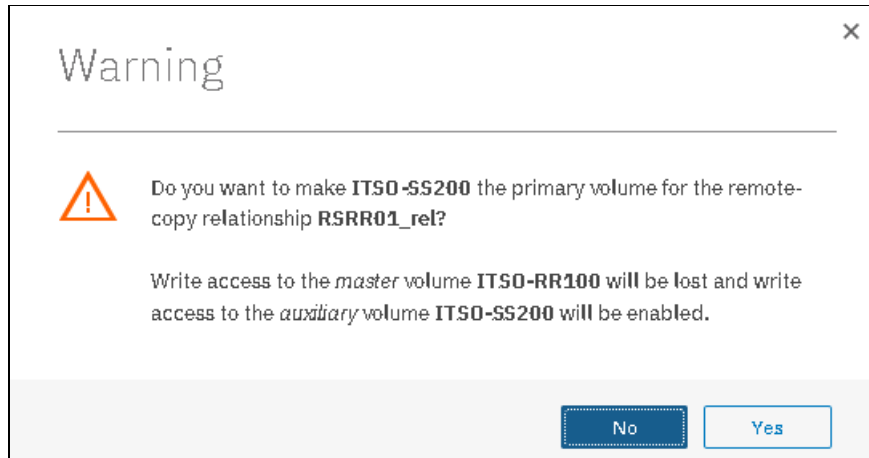 Warning
Do you want to make ITSO-SS200 the primary volume for the remote-
copy relationship RSRR01_rel?
Write access to the master volume ITSO-RR100 will be lost and write
access to the auxiliary volume ITSO-SS200 will be enabled.
No
Yes